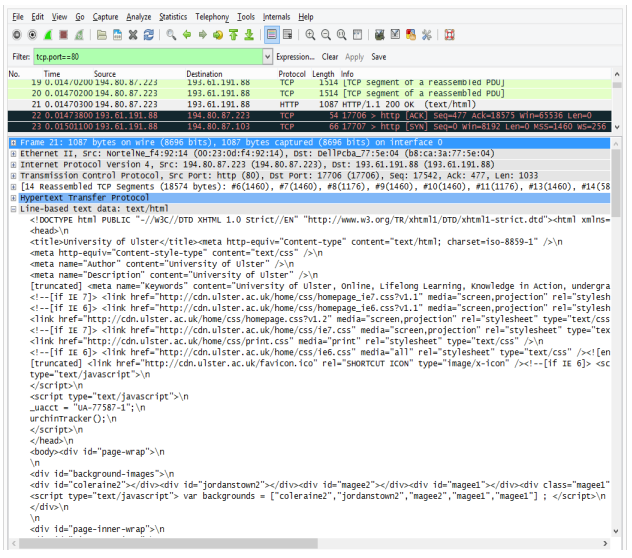 File Edit View Go Capture Analyze Statistics Telephony Tools Internals Help
Filter: tcp.port==80 Expression... Clear Apply Save
No. Time Source Destination Protocol Length Info
19 0.01470200 194.80.87.223 193.61.191.88 TCP 1514 [TCP segment of a reassembled PDU]
20 0.01470200 194.80.87.223 193.61.191.88 TCP 1514 [TCP segment of a reassembled PDU]
21 0.01470300 194.80.87.223 193.61.191.88 HTTP 1087 HTTP/1.1 200 OK (text/html)
22 0.01473800 193.61.191.88 194.80.87.223 TCP 54 17706 > http [ACK] Seq=477 Ack=18575 Win=65536 Len=0
23 0.01501100 193.61.191.88 194.80.87.103 TCP 66 17707 > http [SYN] Seq=0 Win=8192 Len=0 MSS=1460 WS=256
Frame 21: 1087 bytes on wire (8696 bits), 1087 bytes captured (8696 bits) on interface 0
Ethernet II, Src: NortelNe_f4:92:14 (00:23:0d:f4:92:14), Dst: DellPcba_77:5e:04 (b8:ca:3a:77:5e:04)
Internet Protocol Version 4, Src: 194.80.87.223 (194.80.87.223), Dst: 193.61.191.88 (193.61.191.88)
Transmission Control Protocol, Src Port: http (80), Dst Port: 17706 (17706), Seq: 17542, Ack: 477, Len: 1033
[14 Reassembled TCP Segments (18574 bytes): #6(1460), #7(1460), #8(1176), #9(1460), #10(1460), #11(1176), #13(1460), #14(58
Hypertext Transfer Protocol
Line-based text data: text/html
<!DOCTYPE html PUBLIC "-//W3C//DTD XHTML 1.0 Strict//EN" "http://www.w3.org/TR/xhtml1/DTD/xhtml1-strict.dtd"><html xmlns=
<head>\n
<title>University of Ulster</title><meta http-equiv="Content-type" content="text/html; charset=iso-8859-1" />\n
<meta http-equiv="Content-style-type" content="text/css" />\n
<meta name="Author" content="University of Ulster" />\n
<meta name="Description" content="University of Ulster" />\n
[truncated] <meta name="Keywords" content="University of Ulster, Online, Lifelong Learning, Knowledge in Action, undergra
<!--[if IE 7]> <link href="http://cdn.ulster.ac.uk/home/css/homepage_ie7.css?v1.1" media="screen,projection" rel="stylesh
<!--[if IE 6]> <link href="http://cdn.ulster.ac.uk/home/css/homepage_ie6.css?v1.1" media="screen,projection" rel="stylesh
<link href="http://cdn.ulster.ac.uk/home/css/homepage.css?v1.2" media="screen,projection" rel="stylesheet" type="text/css
<!--[if IE 7]> <link href="http://cdn.ulster.ac.uk/home/css/ie7.css" media="screen,projection" rel="stylesheet" type="tex
<link href="http://cdn.ulster.ac.uk/home/css/print.css" media="print" rel="stylesheet" type="text/css" />\n
<!--[if IE 6]> <link href="http://cdn.ulster.ac.uk/home/css/ie6.css" media="all" rel="stylesheet" type="text/css" /><![en
[truncated] <link href="http://cdn.ulster.ac.uk/favicon.ico" rel="SHORTCUT ICON" type="image/x-icon" /><!--[if IE 6]> <sc
type="text/javascript">\n
</script>\n
<script type="text/javascript">\n
_uacct = "UA-77587-1";\n
urchinTracker();\n
</script>\n
</head>\n
<body><div id="page-wrap">\n
\n
<div id="background-images">\n
<div id="coleraine2"></div><div id="jordanstown2"></div><div id="magee2"></div><div id="magee1"></div><div class="magee1"
<script type="text/javascript"> var backgrounds = ["coleraine2","jordanstown2","magee2","magee1","magee1"] ; </script>\n
</div>\n
\n
<div id="page-inner-wrap">\n